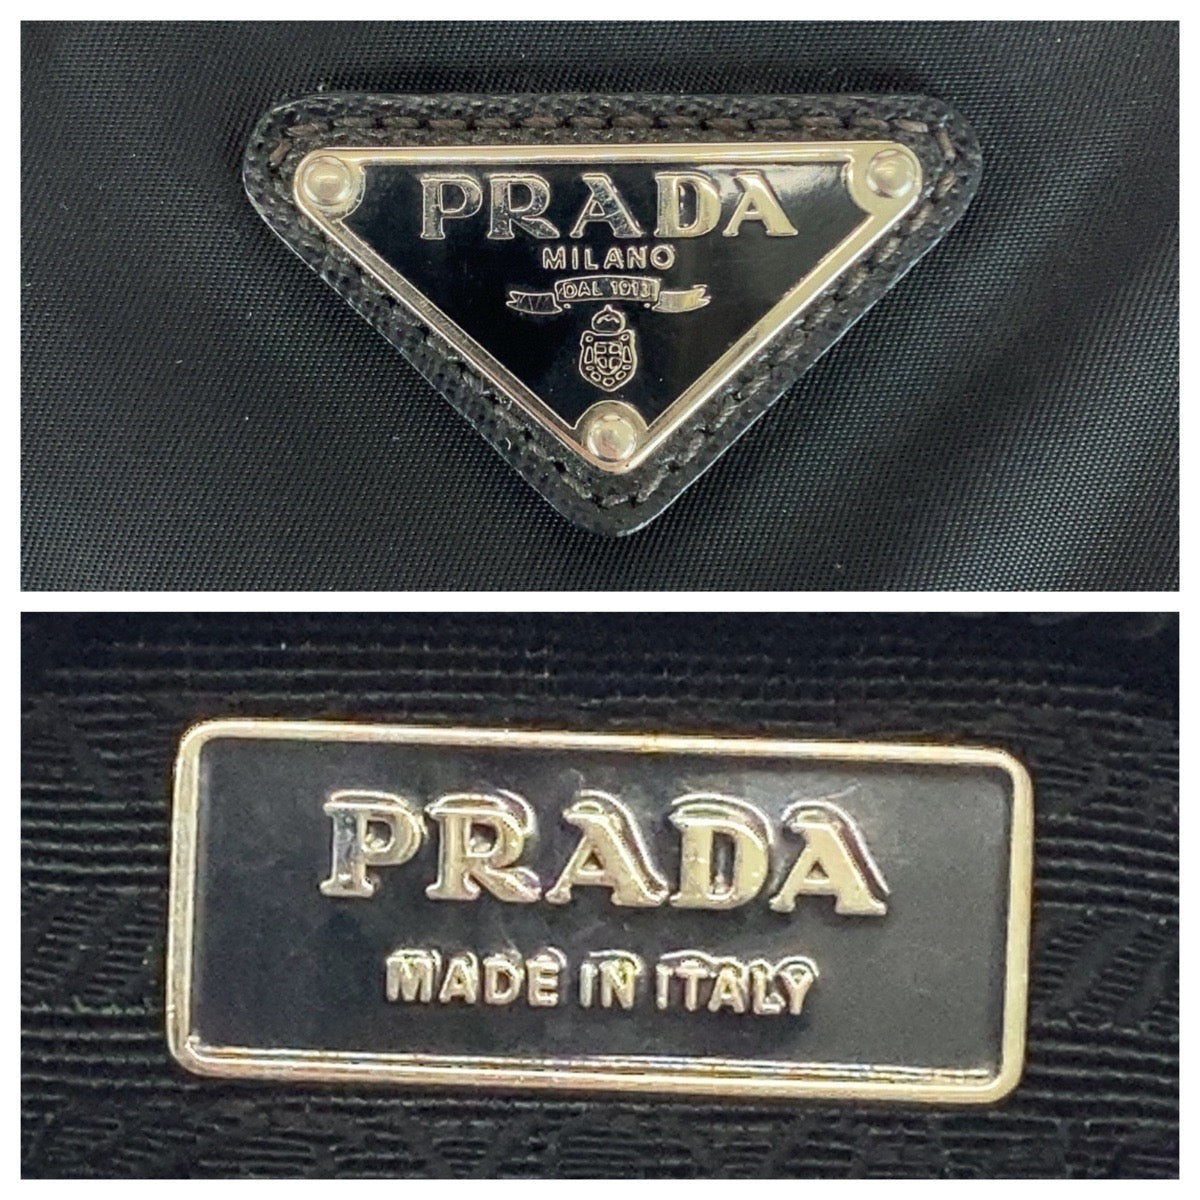 PRADA
MILANO
DAL 1913
PRADA
MADE IN ITALY